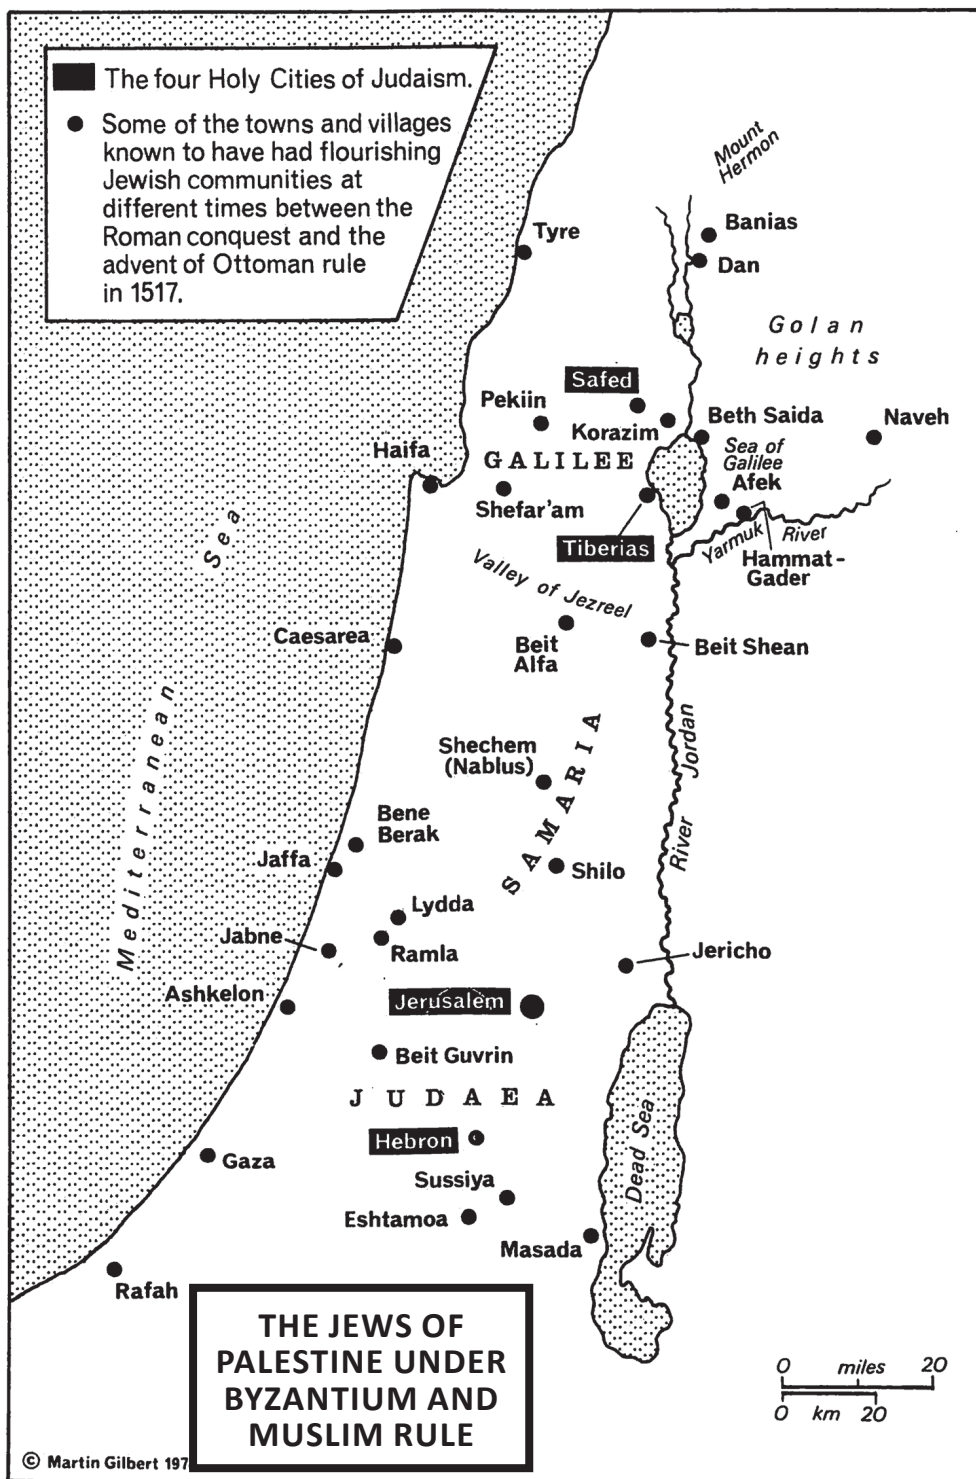 The four Holy Cities of Judaism.
Some of the towns and villages
known to have had flourishing
Jewish communities at
different times between the
Roman conquest and the
advent of Ottoman rule
in 1517.
Mount
Hermon
Tyre
Banias
Dan
Golan
heights
Safed
Pekiin
Korazim
Beth Saida
Naveh
Haifa
GALILEE
Sea of
Galilee
Afek
Shefar'am
Tiberias
Yarmuk River
Hammat-
Gader
Valley of Jezreel
Mediterranean Sea
Caesarea
Beit
Alfa
Beit Shean
SAMARIA
Shechem
(Nablus)
River Jordan
Bene
Berak
Jaffa
Shilo
Lydda
Jabne
Ramla
Jericho
Ashkelon
Jerusalem
Beit Guvrin
JUDAEA
Hebron
Dead Sea
Gaza
Sussiya
Eshtamoa
Masada
Rafah
THE JEWS OF
PALESTINE UNDER
BYZANTIUM AND
MUSLIM RULE
0 miles 20
0 km 20
© Martin Gilbert 197